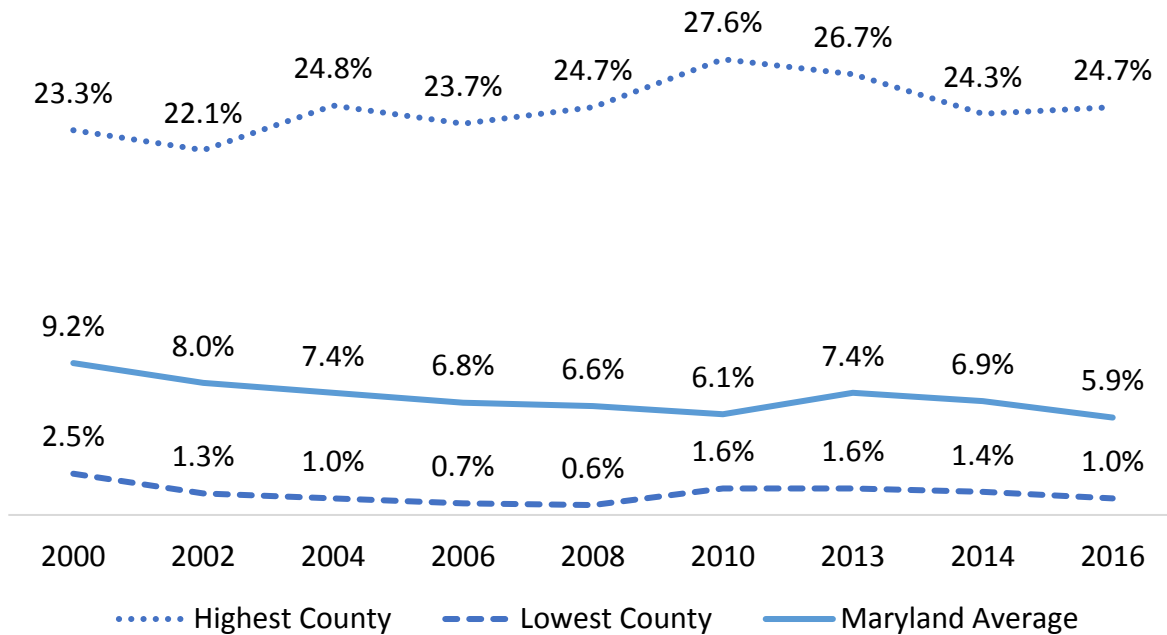 23.3% 22.1% 24.8% 23.7% 24.7% 27.6% 26.7% 24.3% 24.7%
9.2% 8.0% 7.4% 6.8% 6.6% 6.1% 7.4% 6.9% 5.9%
2.5% 1.3% 1.0% 0.7% 0.6% 1.6% 1.6% 1.4% 1.0%
2000 2002 2004 2006 2008 2010 2013 2014 2016
Highest County Lowest County Maryland Average